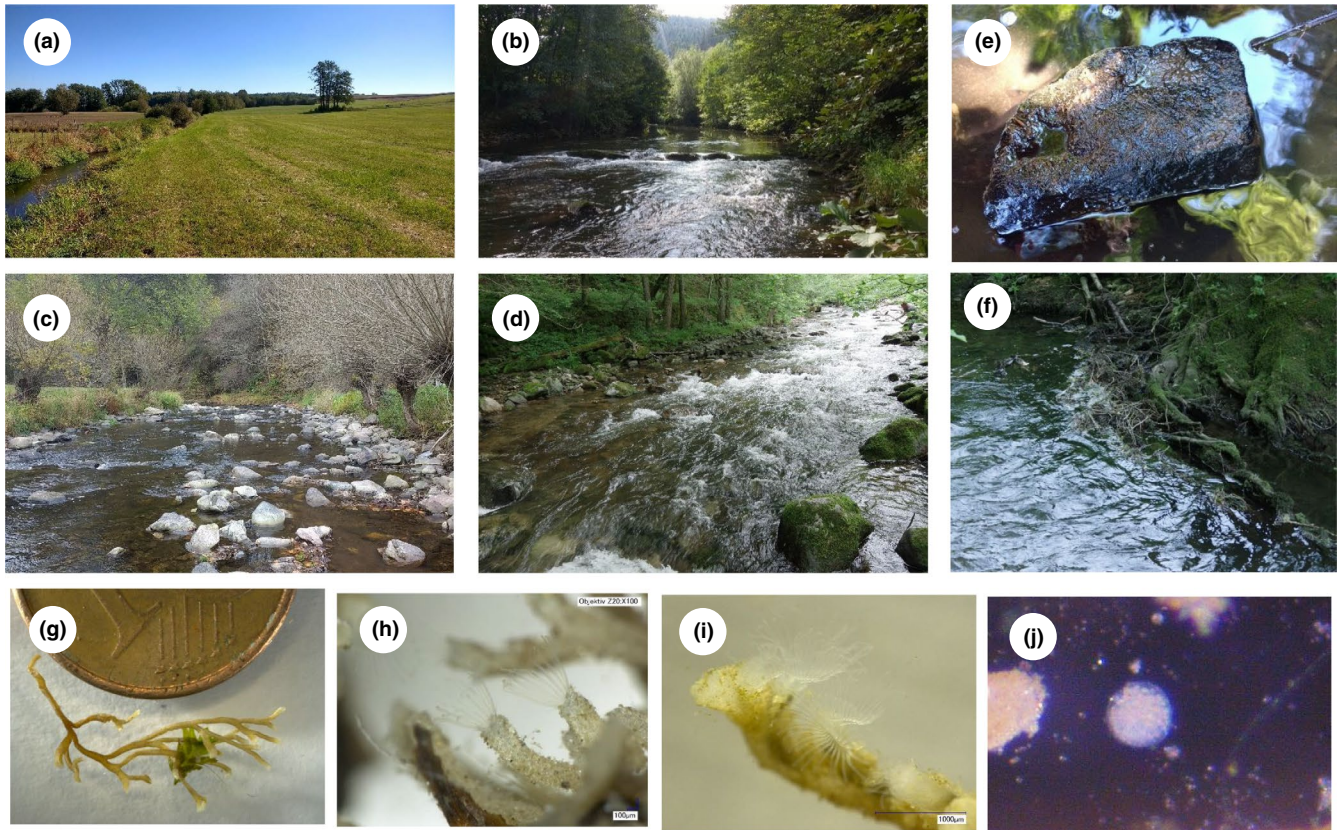 (a)
(b)
(e)
(c)
(d)
(f)
(g)
(h)
Objektiv Z20:X100
100µm
(i)
1000µm
(j)